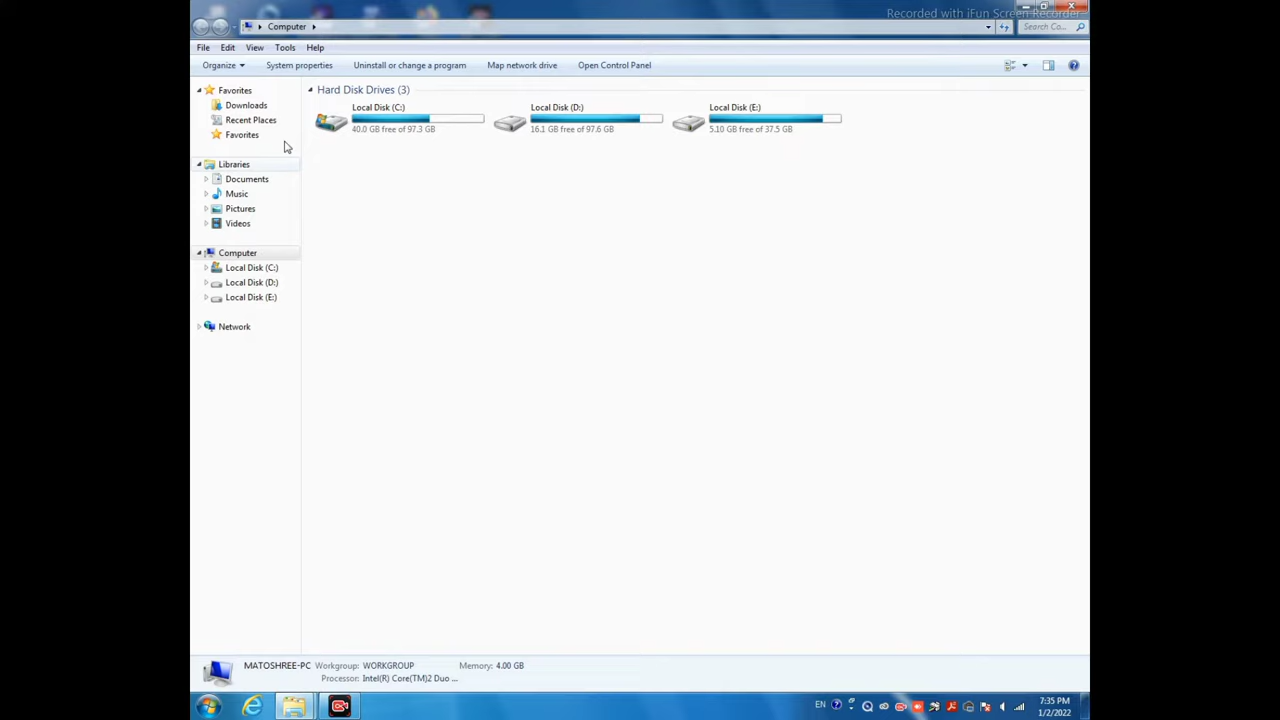 Recorded with iFun Screen Recorder
Computer
Search Co...
File Edit View Tools Help
Organize System properties Uninstall or change a program Map network drive Open Control Panel
Favorites
Downloads
Recent Places
Favorites
Libraries
Documents
Music
Pictures
Videos
Computer
Local Disk (C:)
Local Disk (D:)
Local Disk (E:)
Network
Hard Disk Drives (3)
Local Disk (C:)
40.0 GB free of 97.3 GB
Local Disk (D:)
16.1 GB free of 97.6 GB
Local Disk (E:)
5.10 GB free of 37.5 GB
MATOSHREE-PC Workgroup: WORKGROUP Memory: 4.00 GB
Processor: Intel(R) Core(TM)2 Duo ...
EN
7:35 PM
1/2/2022